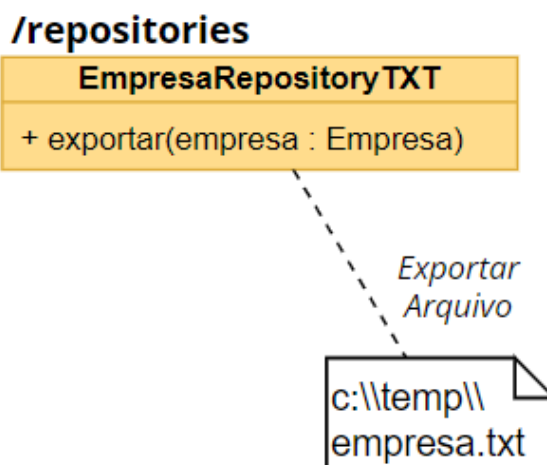 /repositories
EmpresaRepositoryTXT
+ exportar(empresa : Empresa)
Exportar
Arquivo
c:\\temp\\
empresa.txt